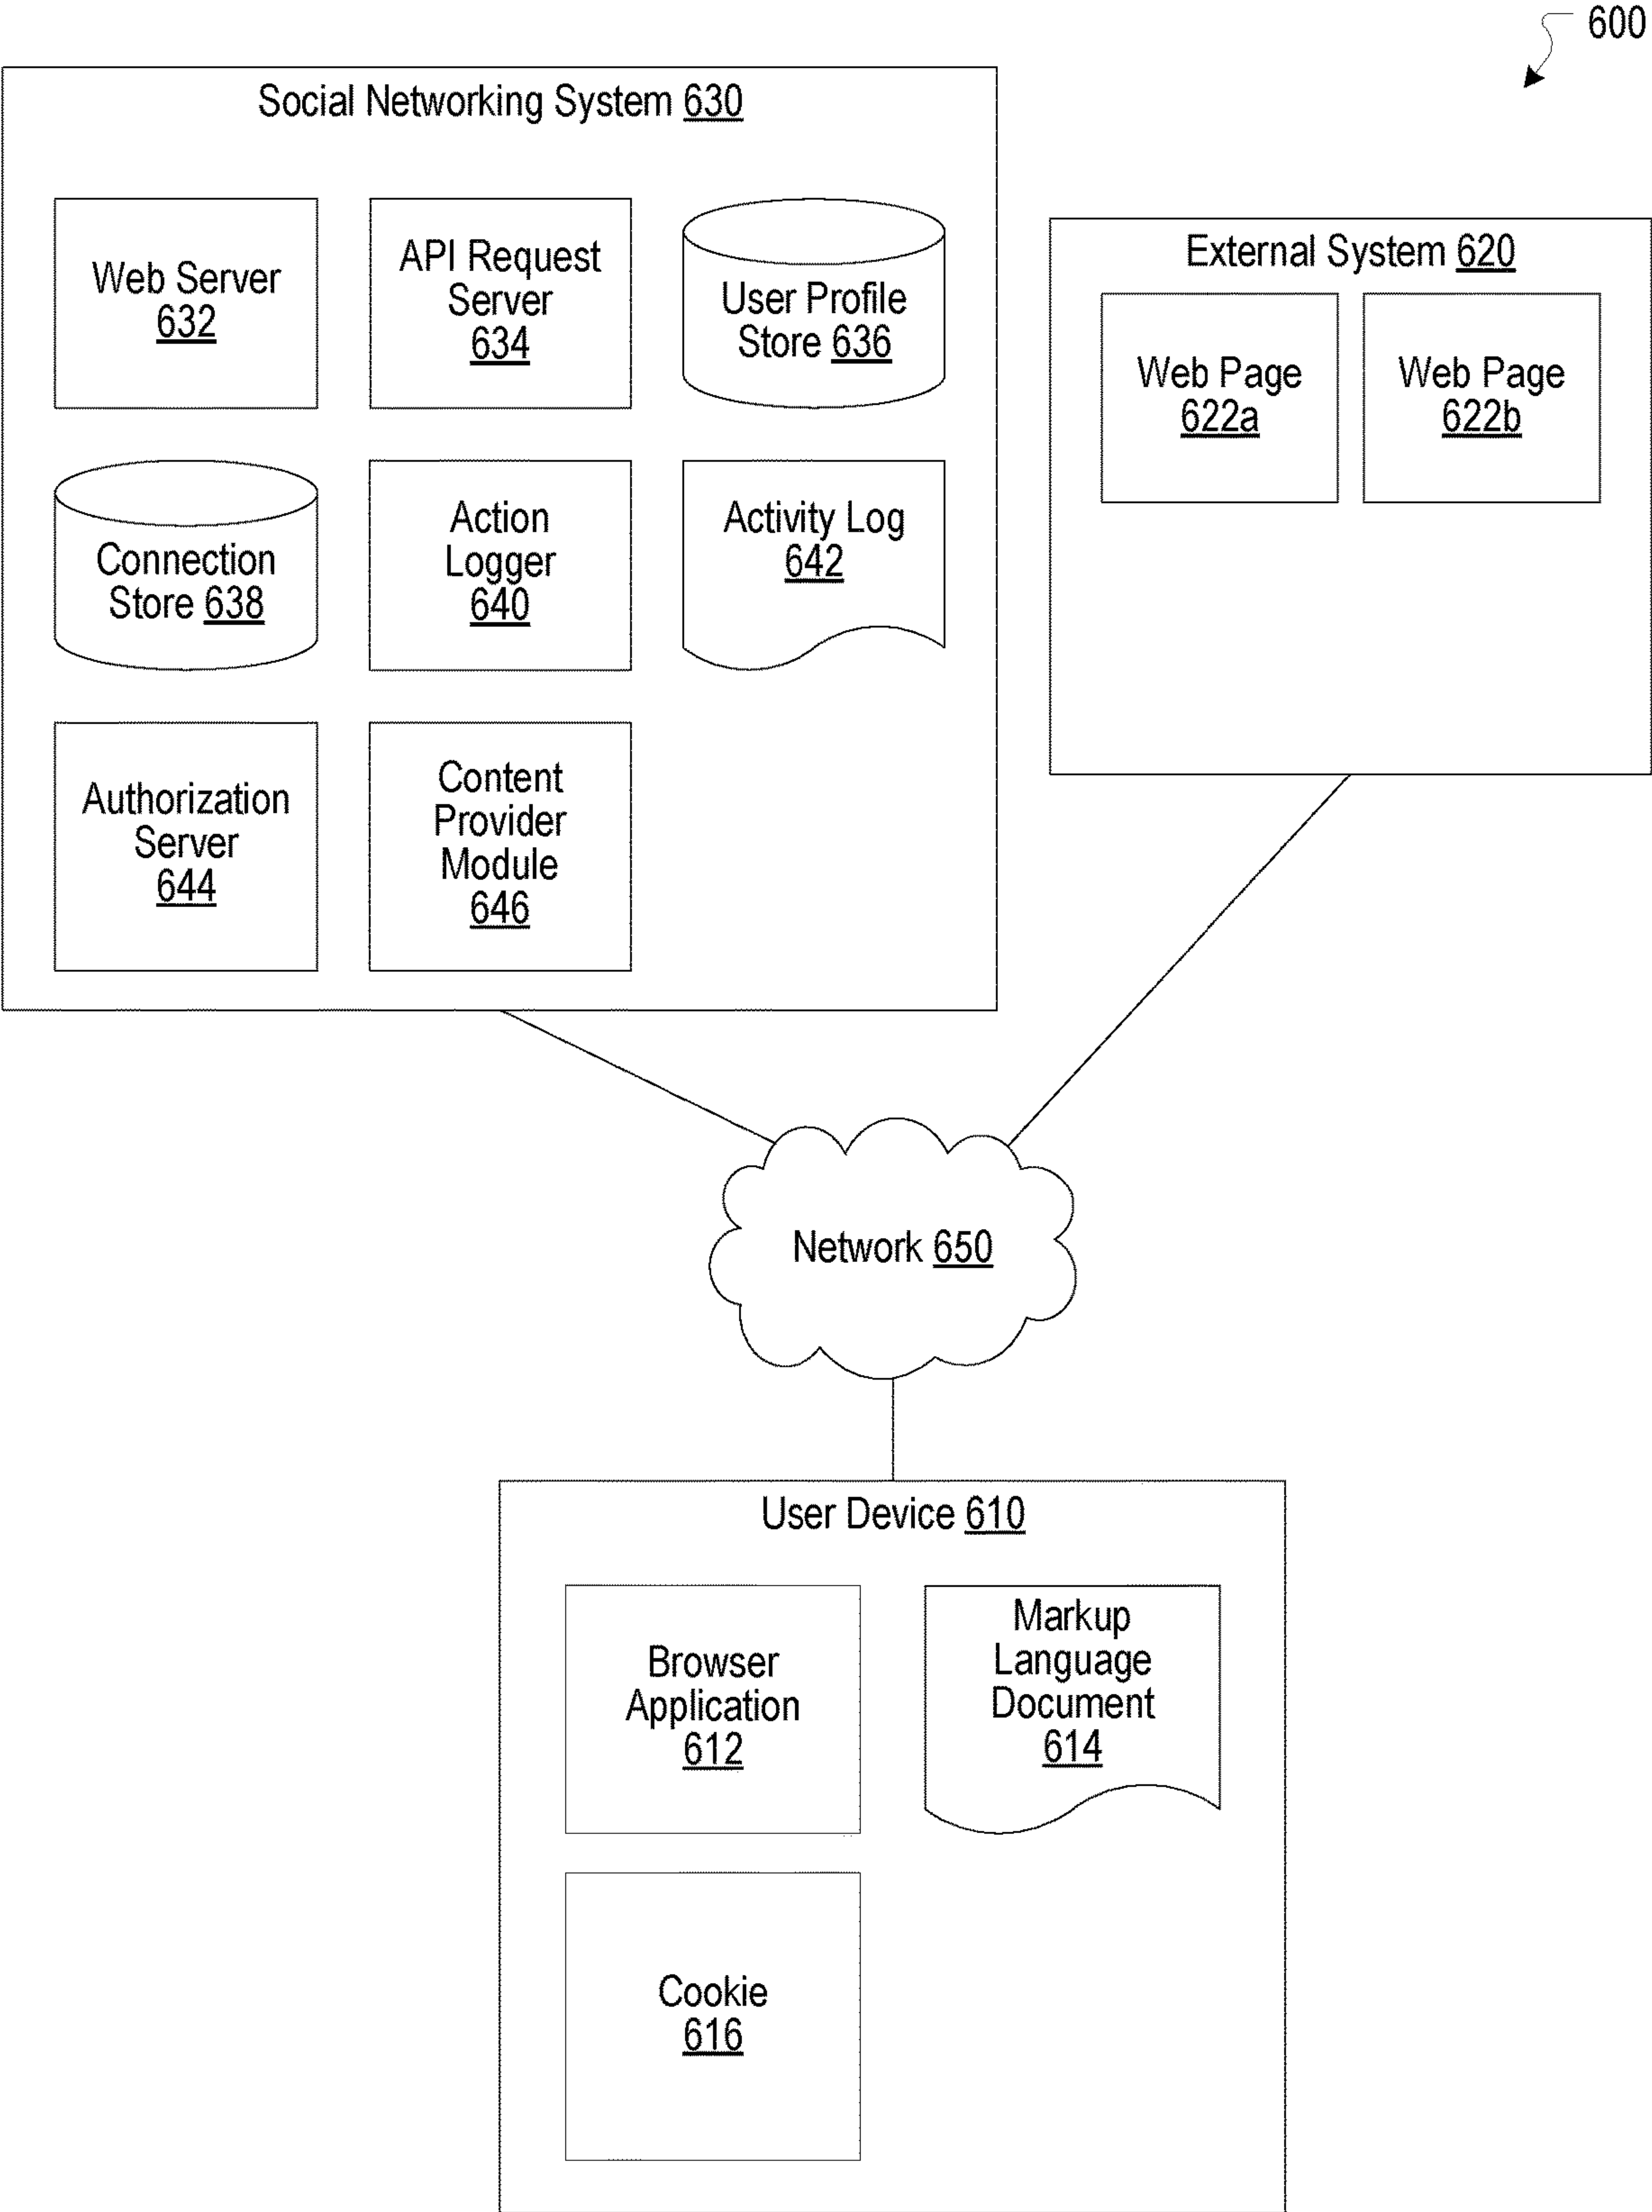 600
Social Networking System 630
Web Server
632
API Request
Server
634
User Profile
Store 636
Connection
Store 638
Action
Logger
640
Activity Log
642
Authorization
Server
644
Content
Provider
Module
646
External System 620
Web Page
622a
Web Page
622b
Network 650
User Device 610
Browser
Application
612
Markup
Language
Document
614
Cookie
616